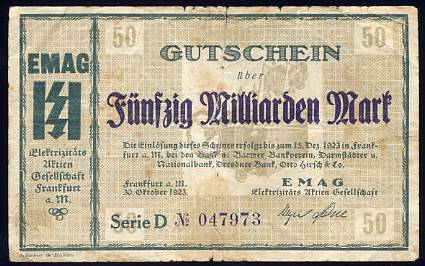 50 50
GUTSCHEIN
über
Fünfzig Milliarden Mark
EMAG
Elektrizitäts
Aktien
Gesellschaft
Frankfurt
a. M.
Die Einlösung dieses Scheines erfolgt bis zum 15. Dez. 1923 in Frank-
furt a. M. bei den Banken: Barmer Bankverein, Darmstädter u.
Nationalbank, Dresdner Bank, Otto Hirsch & Co.
Frankfurt a. M.
30. Oktober 1923.
EMAG
Elektrizitäts Aktien Gesellschaft
Serie D № 047973
50 50